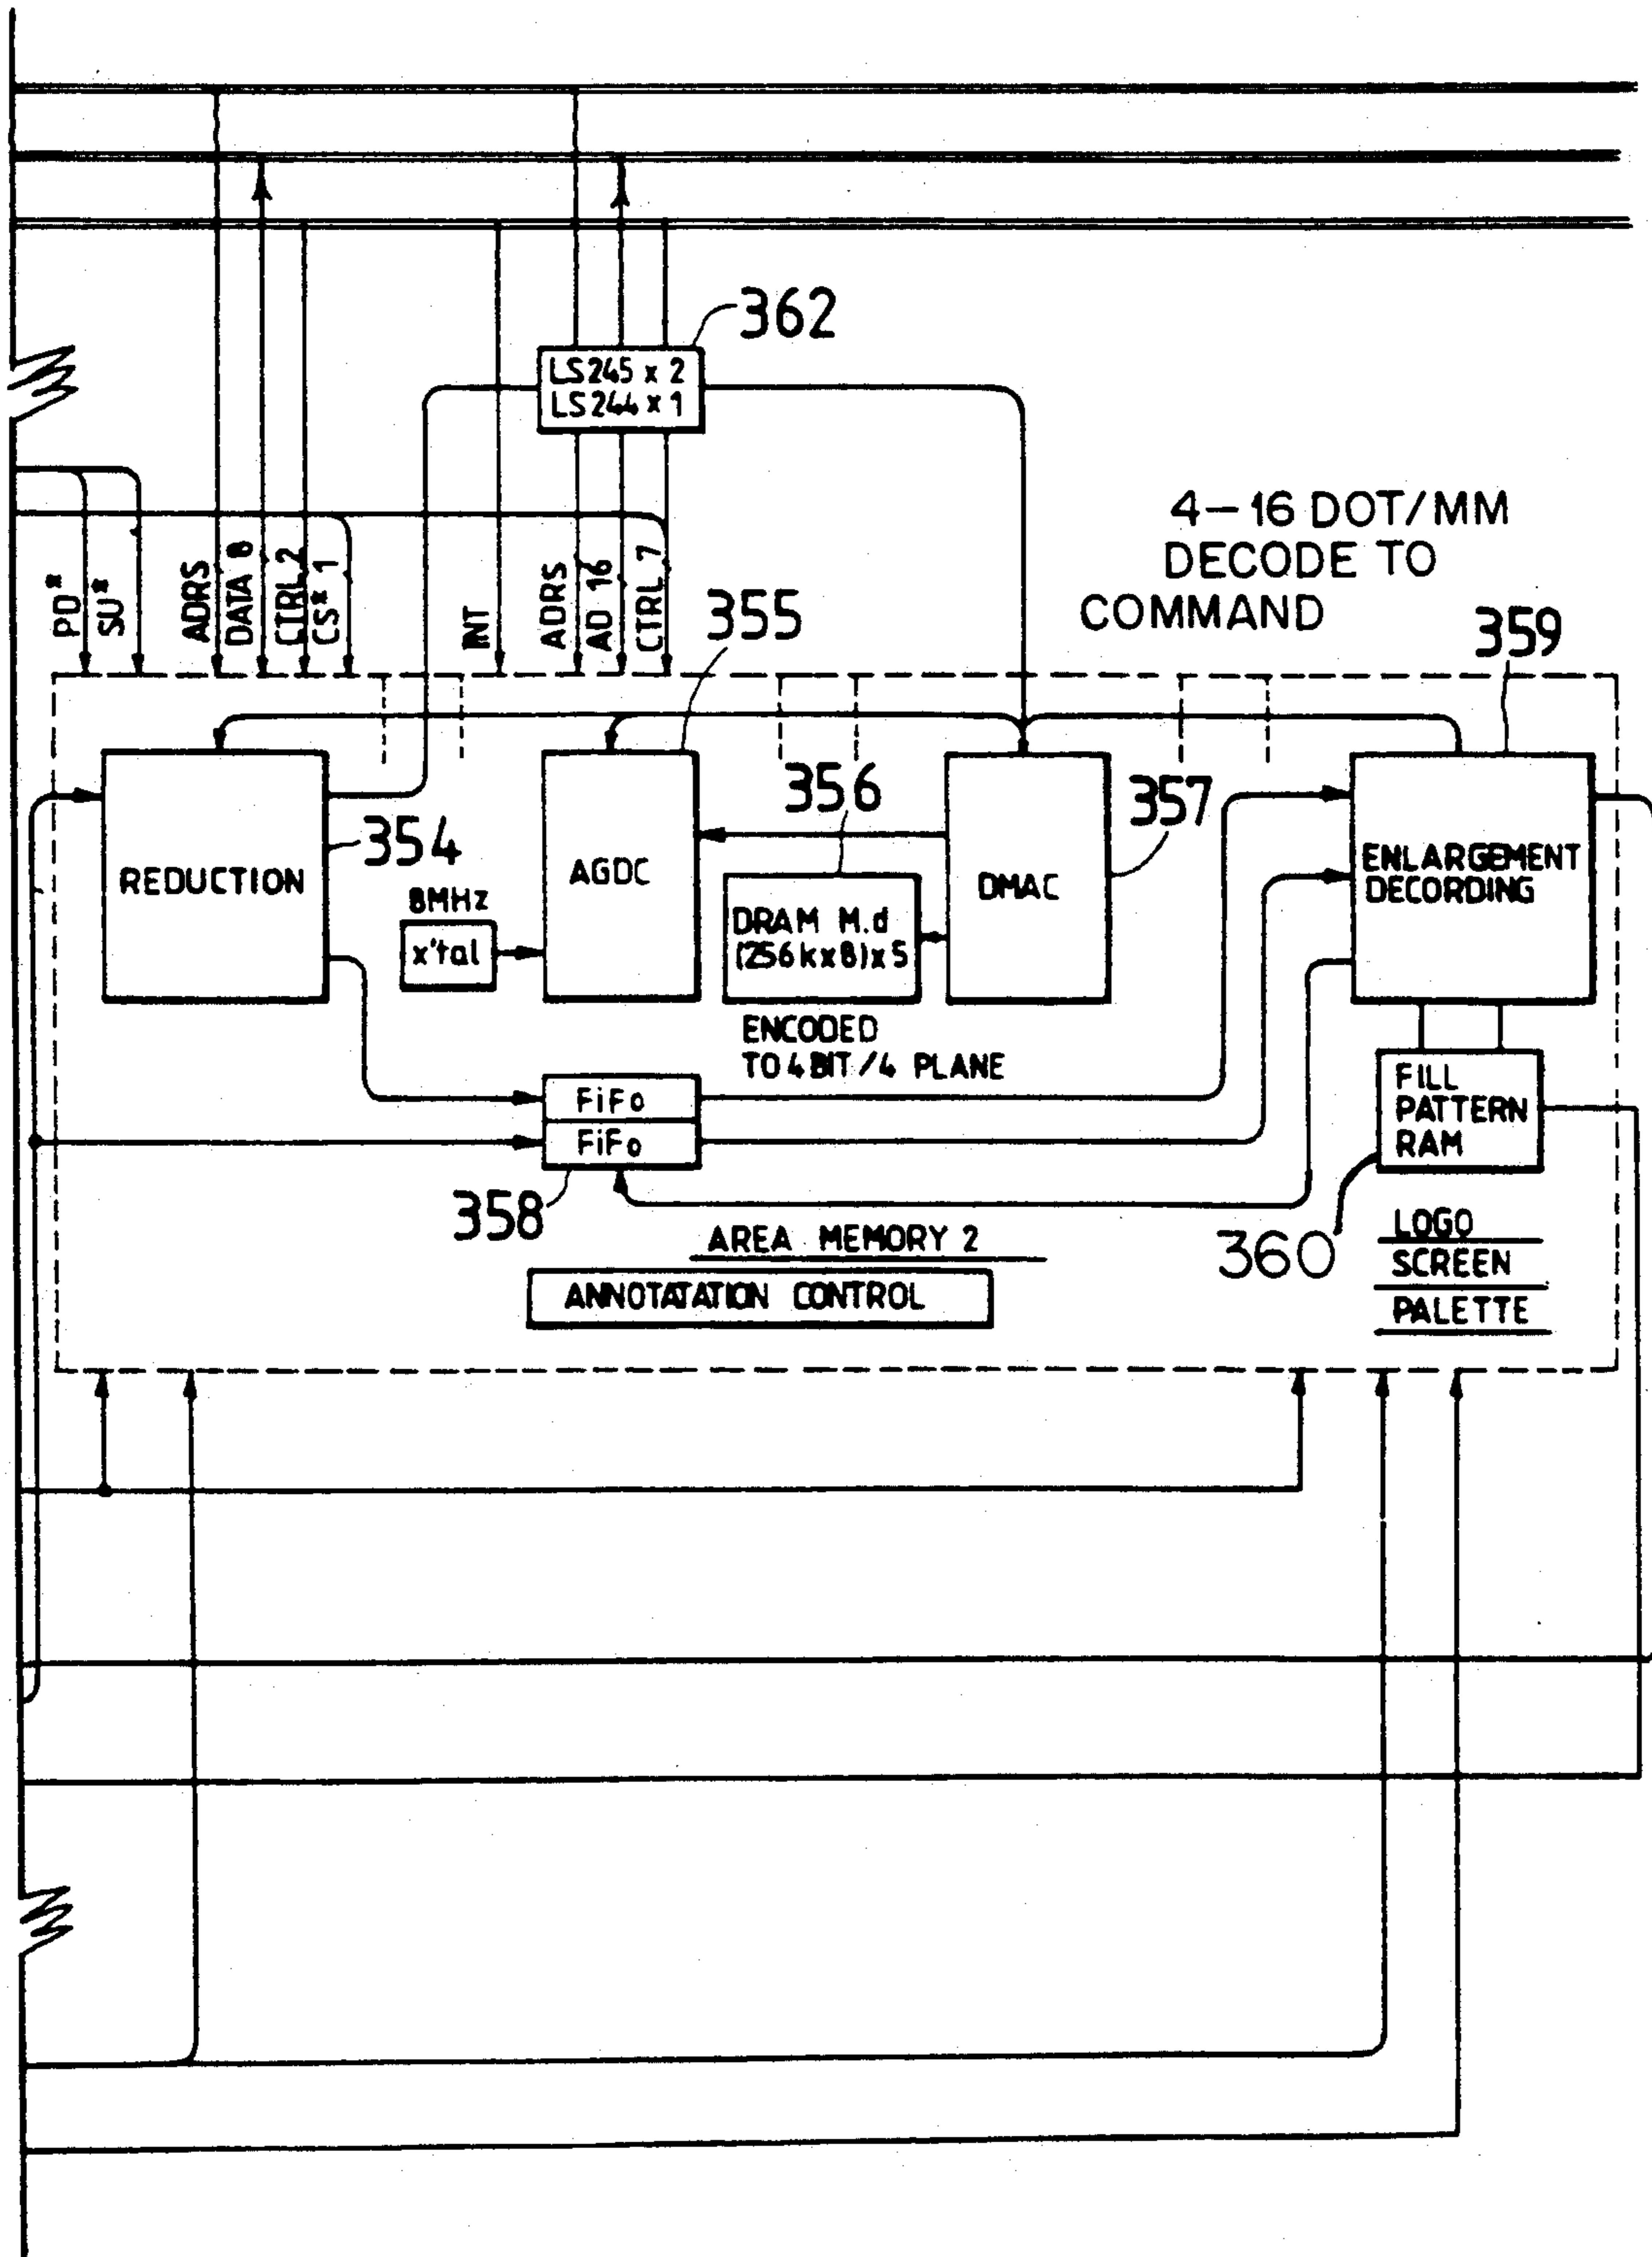 362
LS245 x 2
LS244 x 1
4-16 DOT/MM
DECODE TO
COMMAND
PD*
SU*
ADRS
DATA 8
CTRL 2
CS* 1
INT
ADRS
AD 16
CTRL 7
355
359
356
357
354
REDUCTION
8MHz
x'tal
AGDC
DRAM M.d
(256k x 8) x 5
DMAC
ENLARGEMENT
DECORDING
ENCODED
TO 4 BIT / 4 PLANE
FiFo
FiFo
358
FILL
PATTERN
RAM
360
AREA MEMORY 2
ANNOTATATION CONTROL
LOGO
SCREEN
PALETTE